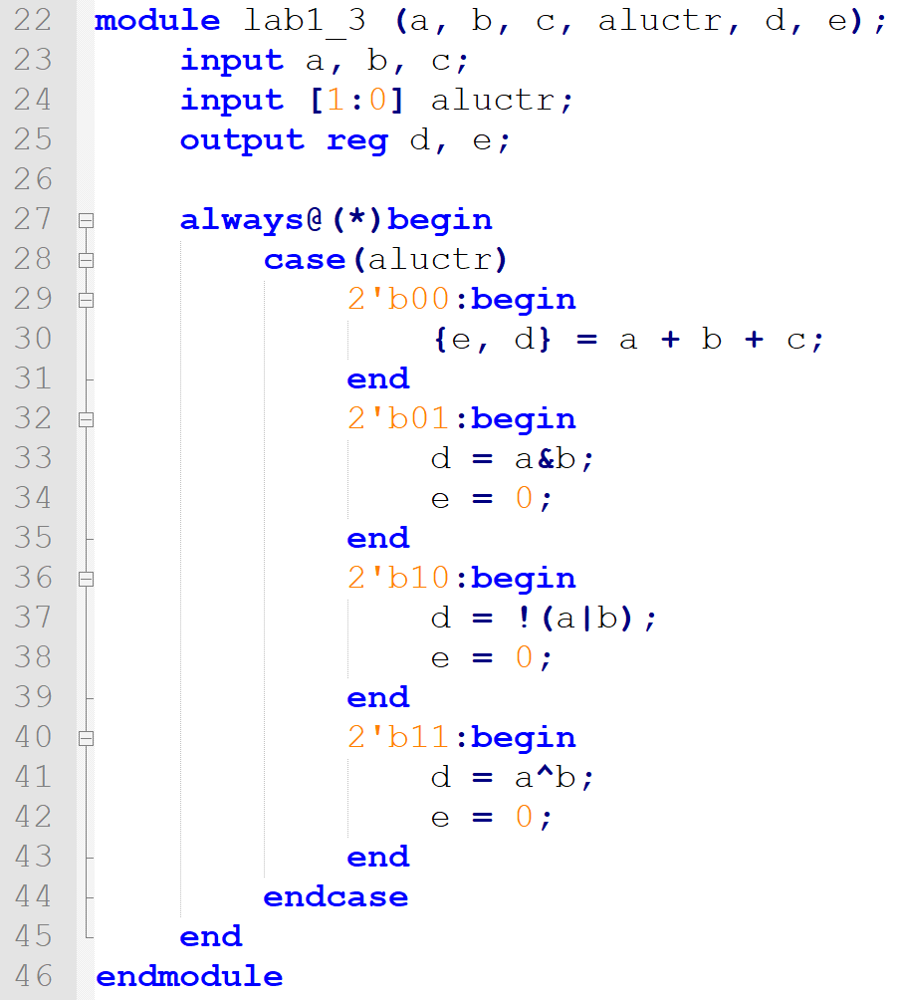 22 module lab1_3 (a, b, c, aluctr, d, e);
23     input a, b, c;
24     input [1:0] aluctr;
25     output reg d, e;
26
27     always@(*)begin
28         case(aluctr)
29             2'b00:begin
30                 {e, d} = a + b + c;
31             end
32             2'b01:begin
33                 d = a&b;
34                 e = 0;
35             end
36             2'b10:begin
37                 d = !(a|b);
38                 e = 0;
39             end
40             2'b11:begin
41                 d = a^b;
42                 e = 0;
43             end
44         endcase
45     end
46 endmodule